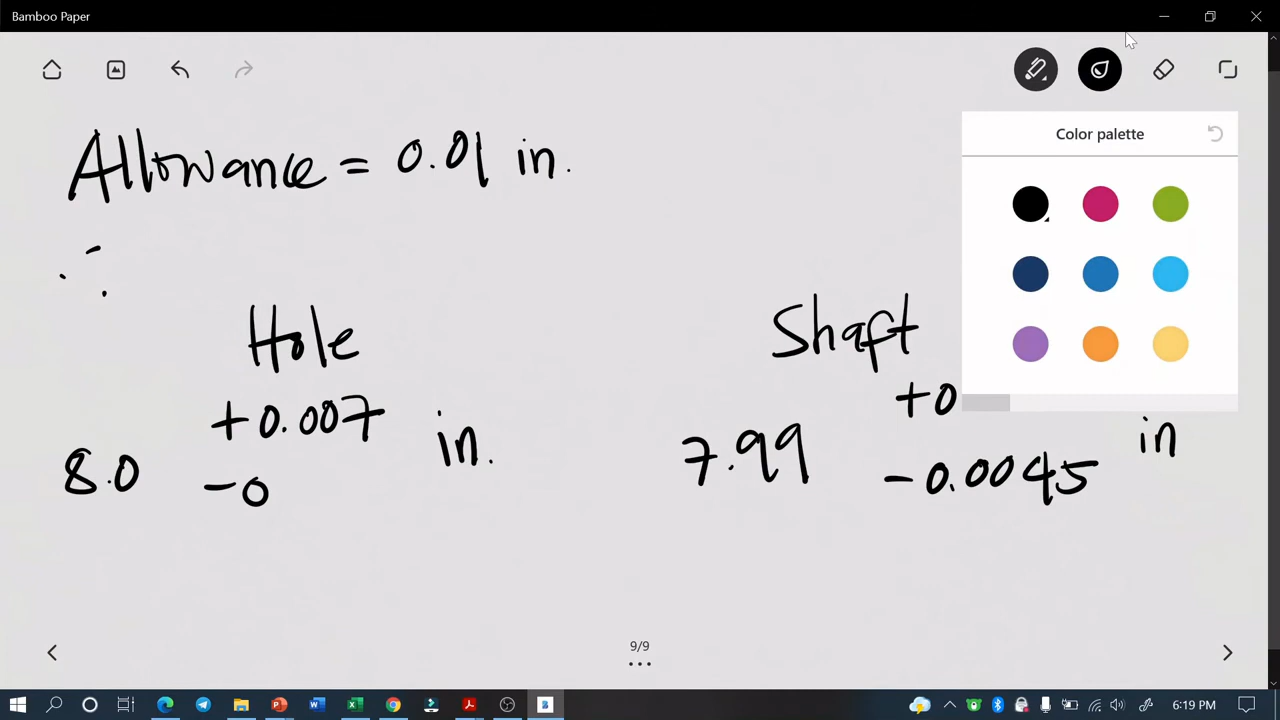 Bamboo Paper
Color palette
Allowance = 0.01 in.
∴
Hole
Shaft
+0.007
8.0 in.
-0
+0
7.99 in
-0.0045
9/9
6:19 PM